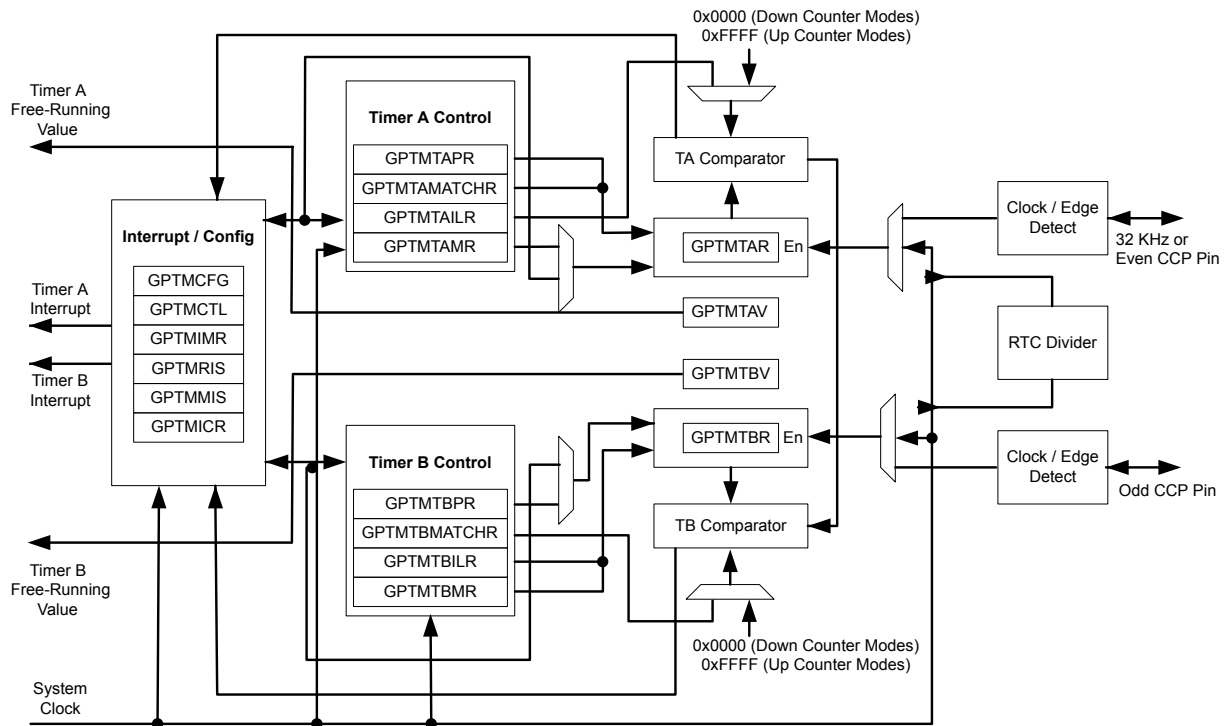 0x0000 (Down Counter Modes)
0xFFFF (Up Counter Modes)
Timer A
Free-Running
Value
Timer A Control
GPTMTAPR
GPTMTAMATCHR
GPTMTAILR
GPTMTAMR
TA Comparator
GPTMTAR
En
Clock / Edge
Detect
32 KHz or
Even CCP Pin
Interrupt / Config
GPTMCFG
GPTMCTL
GPTMIMR
GPTMRIS
GPTMMIS
GPTMICR
Timer A
Interrupt
Timer B
Interrupt
GPTMTAV
GPTMTBV
RTC Divider
Timer B Control
GPTMTBPR
GPTMTBMATCHR
GPTMTBILR
GPTMTBMR
GPTMTBR
En
TB Comparator
Clock / Edge
Detect
Odd CCP Pin
Timer B
Free-Running
Value
0x0000 (Down Counter Modes)
0xFFFF (Up Counter Modes)
System
Clock